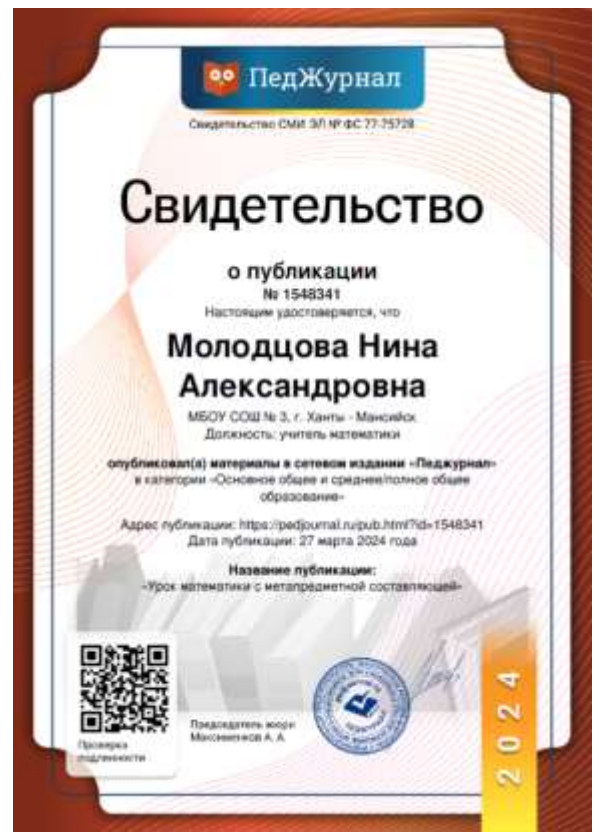 ПедЖурнал
Свидетельство СМИ ЭЛ № ФС 77-75728
Свидетельство
о публикации
№ 1548341
Настоящим удостоверяется, что
Молодцова Нина
Александровна
МБОУ СОШ № 3, г. Ханты - Мансийск
Должность: учитель математики
опубликовал(а) материалы в сетевом издании «Педжурнал»
в категории «Основное общее и среднее/полное общее
образование»
Адрес публикации: https://pedjournal.ru/pub.html?id=1548341
Дата публикации: 27 марта 2024 года
Название публикации:
«Урок математики с метапредметной составляющей»
Председатель жюри
Максименков А. А.
Проверка
подлинности
2024